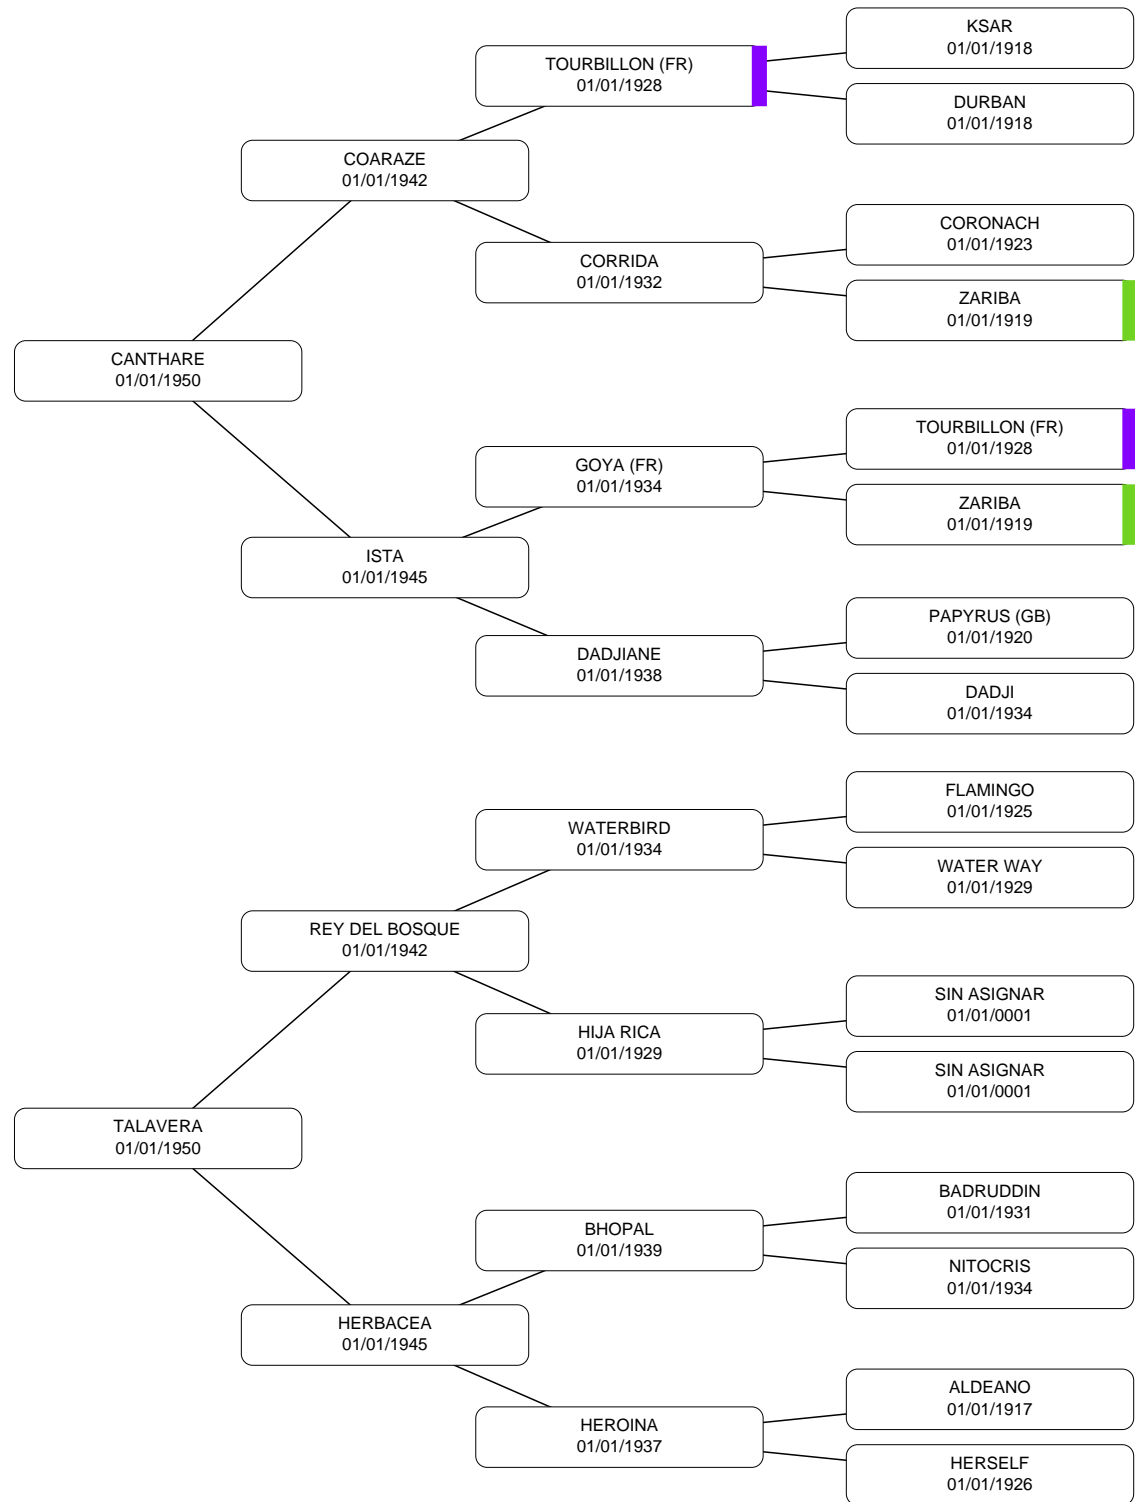 KSAR
01/01/1918
TOURBILLON (FR)
01/01/1928
DURBAN
01/01/1918
COARAZE
01/01/1942
CORONACH
01/01/1923
CORRIDA
01/01/1932
ZARIBA
01/01/1919
CANTHARE
01/01/1950
TOURBILLON (FR)
01/01/1928
GOYA (FR)
01/01/1934
ZARIBA
01/01/1919
ISTA
01/01/1945
PAPYRUS (GB)
01/01/1920
DADJIANE
01/01/1938
DADJI
01/01/1934
FLAMINGO
01/01/1925
WATERBIRD
01/01/1934
WATER WAY
01/01/1929
REY DEL BOSQUE
01/01/1942
SIN ASIGNAR
01/01/0001
HIJA RICA
01/01/1929
SIN ASIGNAR
01/01/0001
TALAVERA
01/01/1950
BADRUDDIN
01/01/1931
BHOPAL
01/01/1939
NITOCRIS
01/01/1934
HERBACEA
01/01/1945
ALDEANO
01/01/1917
HEROINA
01/01/1937
HERSELF
01/01/1926